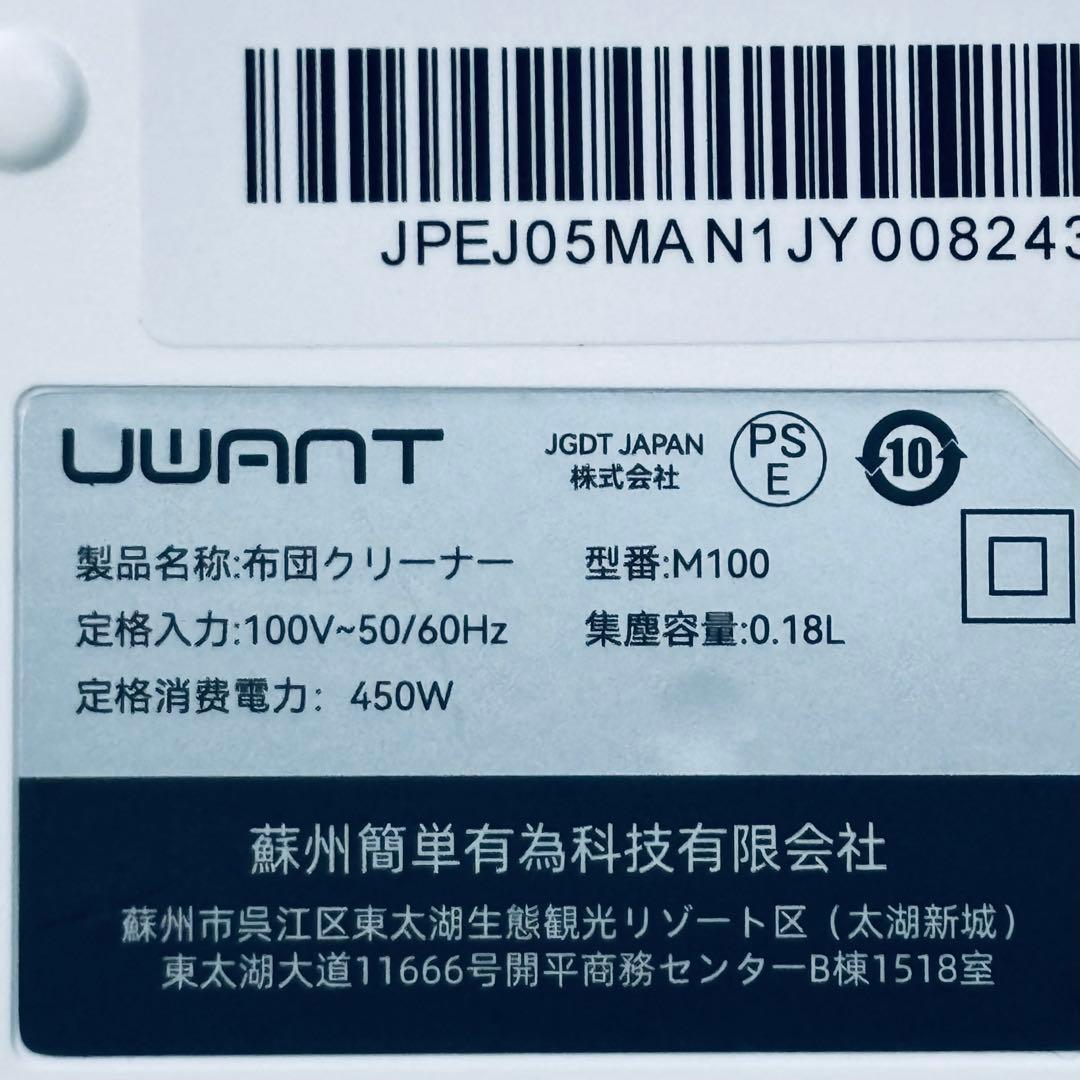 JPEJ05MAN1JY008243
UWANT
JGDT JAPAN
株式会社
PS
E
10
製品名称:布団クリーナー
型番:M100
定格入力:100V~50/60Hz
集塵容量:0.18L
定格消費電力：450W
蘇州簡単有為科技有限会社
蘇州市呉江区東太湖生態観光リゾート区（太湖新城）
東太湖大道11666号開平商務センターB棟1518室